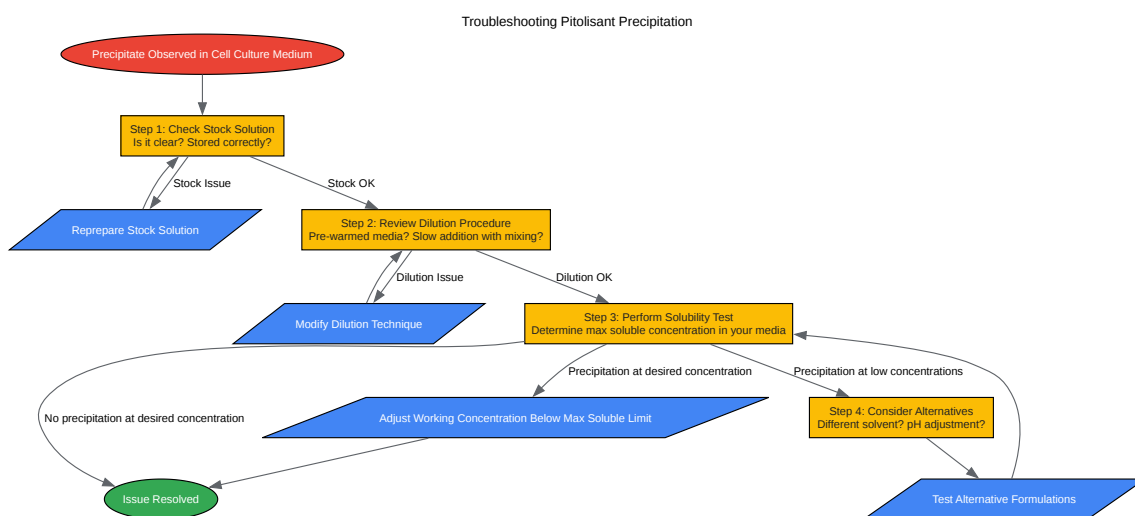 Troubleshooting Pitolisant Precipitation
Precipitate Observed in Cell Culture Medium
Step 1: Check Stock Solution
Is it clear? Stored correctly?
Stock Issue
Stock OK
Reprepare Stock Solution
Step 2: Review Dilution Procedure
Pre-warmed media? Slow addition with mixing?
Dilution Issue
Dilution OK
Modify Dilution Technique
Step 3: Perform Solubility Test
Determine max soluble concentration in your media
Precipitation at desired concentration
Precipitation at low concentrations
No precipitation at desired concentration
Adjust Working Concentration Below Max Soluble Limit
Step 4: Consider Alternatives
Different solvent? pH adjustment?
Issue Resolved
Test Alternative Formulations